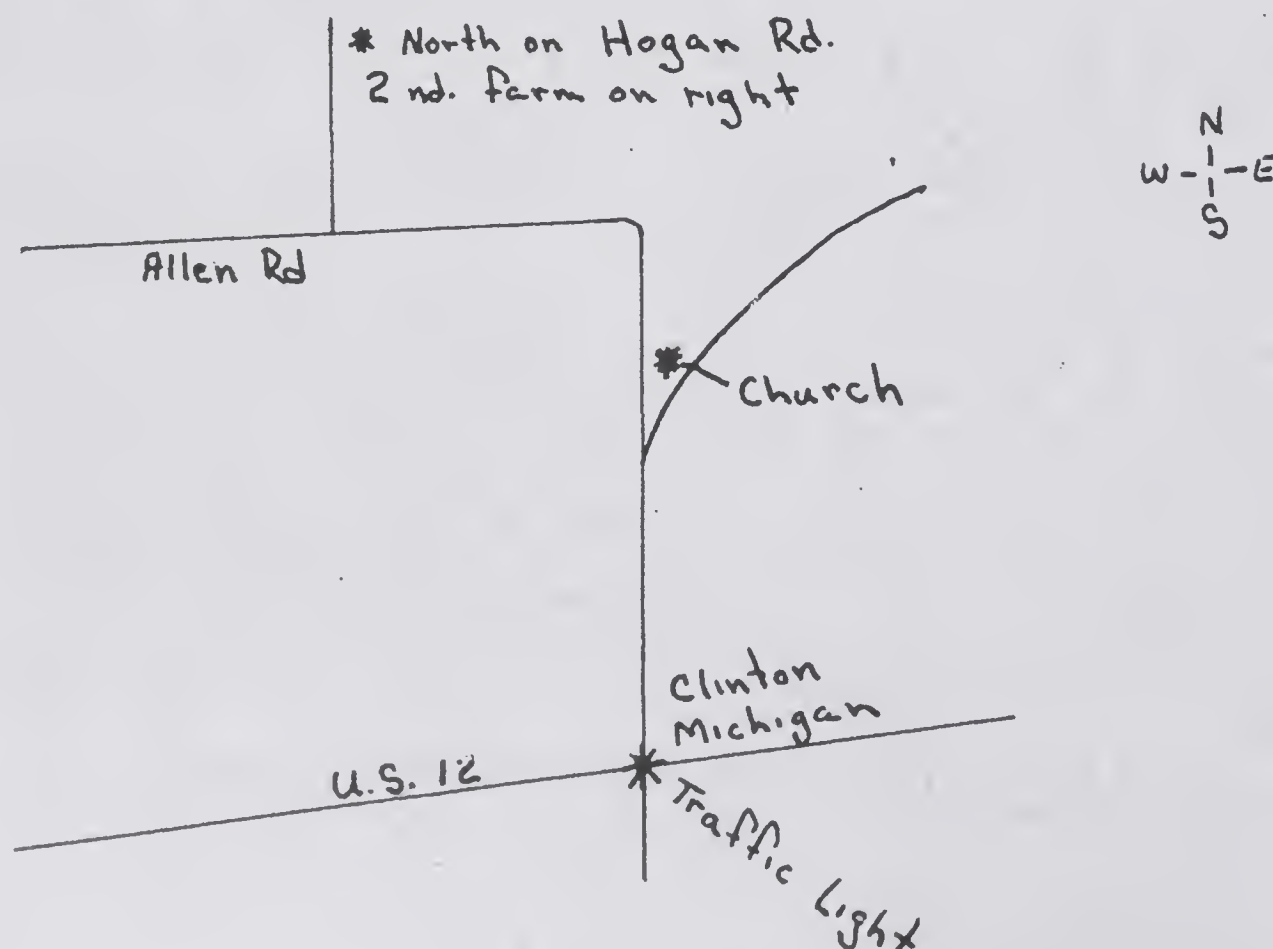 * North on Hogan Rd.
2 nd. farm on right
N
W - - E
S
Allen Rd
Church
Clinton
Michigan
U.S. 12
Traffic Light